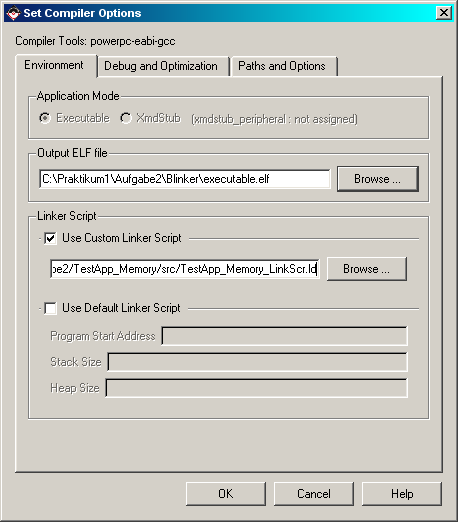 Set Compiler Options
Compiler Tools: powerpc-eabi-gcc
Environment Debug and Optimization Paths and Options
Application Mode
Executable XmdStub (xmdstub_peripheral : not assigned)
Output ELF file
C:\Praktikum1\Aufgabe2\Blinker\executable.elf Browse ...
Linker Script
Use Custom Linker Script
be2/TestApp_Memory/src/TestApp_Memory_LinkScr.ld Browse ...
Use Default Linker Script
Program Start Address
Stack Size
Heap Size
OK Cancel Help